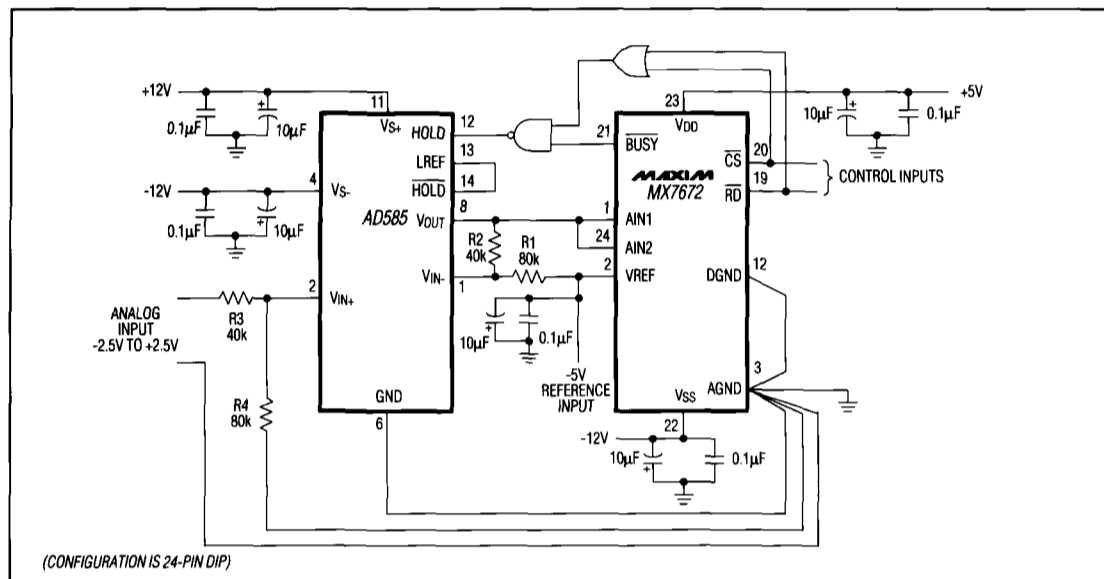 +12V
0.1µF
+
10µF
11
VS+
-12V
4
VS-
0.1µF
10µF
+
AD585
12
HOLD
13
LREF
14
HOLD
8
VOUT
VIN-
1
2
VIN+
ANALOG
INPUT
-2.5V TO +2.5V
R3
40k
R4
80k
GND
6
R2
40k
R1
80k
10µF
+
0.1µF
-5V
REFERENCE
INPUT
23
VDD
21
BUSY
MAXIM
MX7672
CS
20
19
RD
CONTROL INPUTS
1
AIN1
24
AIN2
2
VREF
DGND
12
3
AGND
VSS
22
-12V
10µF
+
0.1µF
10µF
+
0.1µF
+5V
(CONFIGURATION IS 24-PIN DIP)